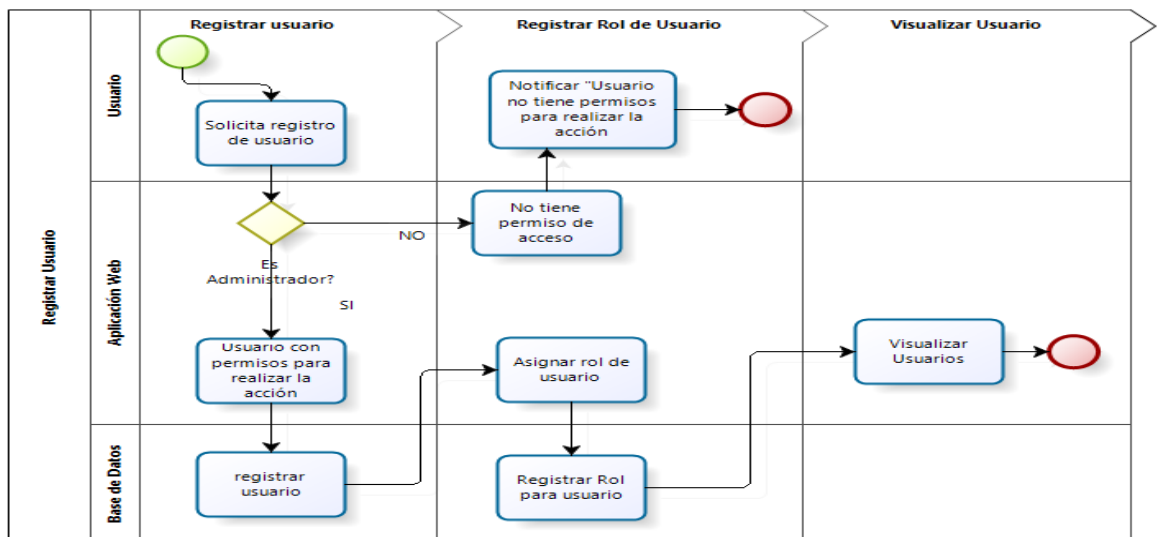 Registrar usuario
Registrar Rol de Usuario
Visualizar Usuario
Registrar Usuario
Usuario
Solicita registro
de usuario
Notificar "Usuario
no tiene permisos
para realizar la
acción
Aplicación Web
Es
Administrador?
NO
SI
No tiene
permiso de
acceso
Usuario con
permisos para
realizar la
acción
Asignar rol de
usuario
Visualizar
Usuarios
Base de Datos
registrar
usuario
Registrar Rol
para usuario